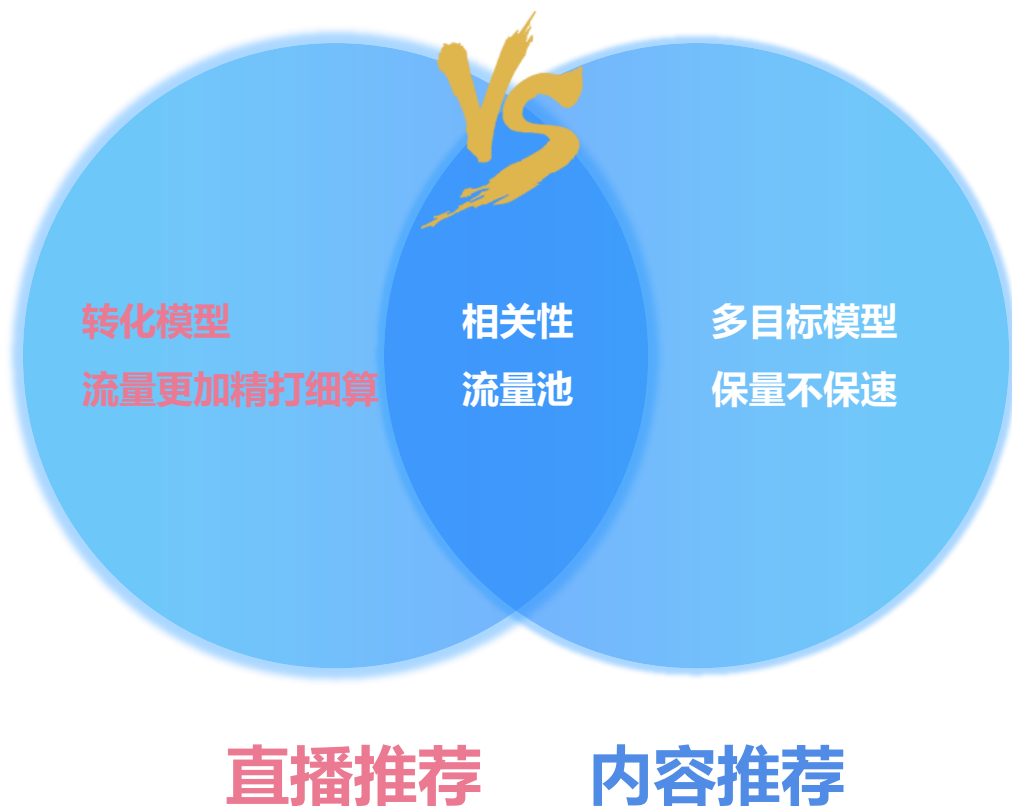 VS
转化模型
流量更加精打细算
相关性
流量池
多目标模型
保量不保速
直播推荐
内容推荐